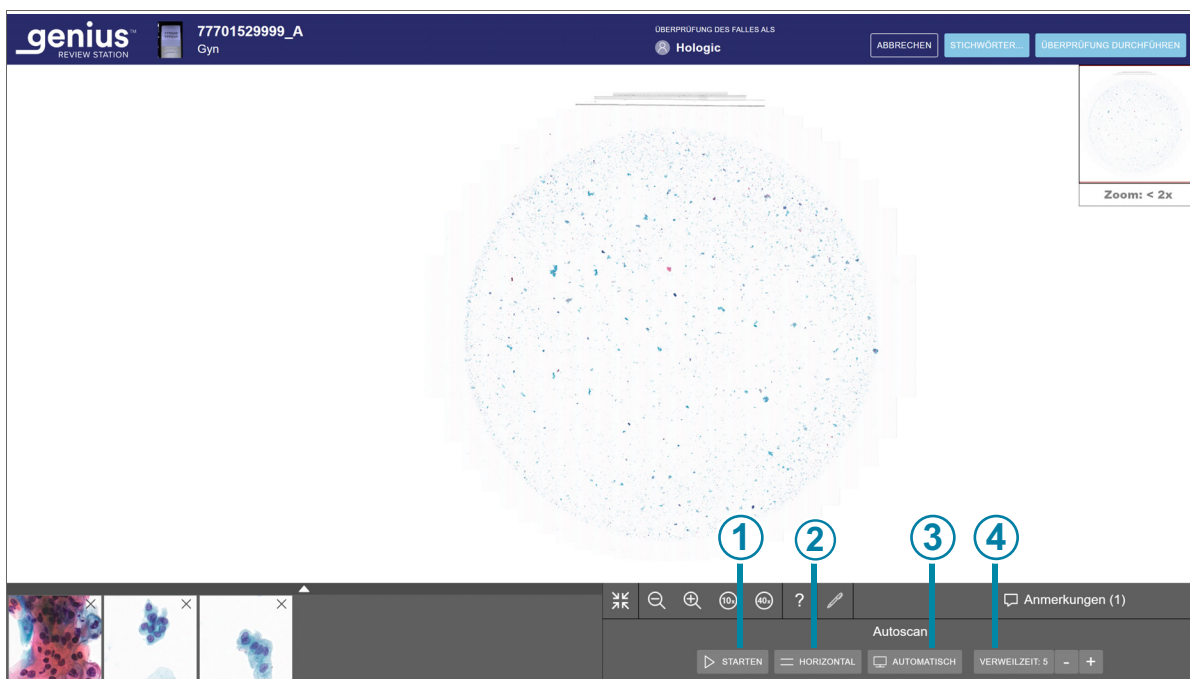 genius™
REVIEW STATION
77701529999_A
Gyn
ÜBERPRÜFUNG DES FALLES ALS
Hologic
ABBRECHEN
STICHWÖRTER...
ÜBERPRÜFUNG DURCHFÜHREN
Zoom: < 2x
1
2
3
4
10x
40x
?
Anmerkungen (1)
Autoscan
STARTEN
HORIZONTAL
AUTOMATISCH
VERWEILZEIT: 5
-
+